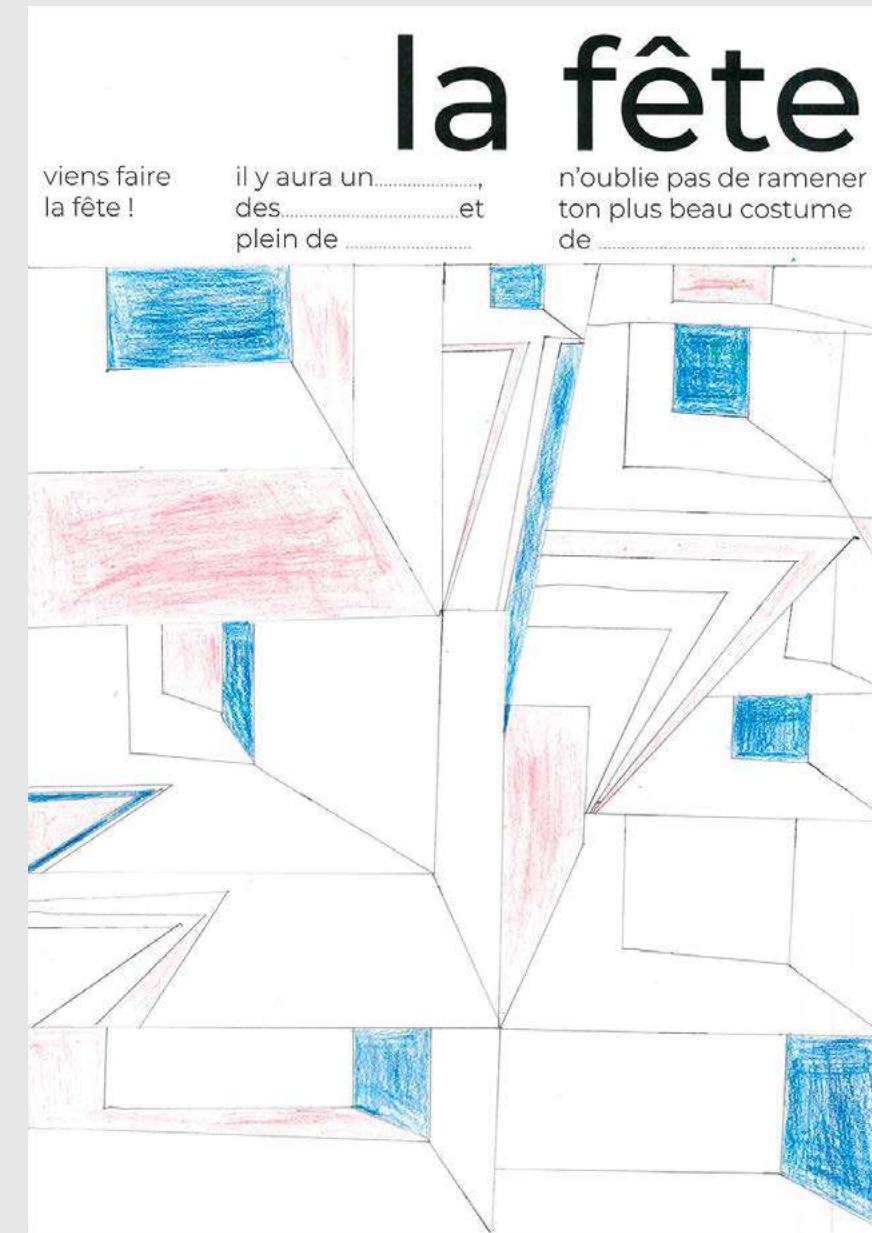 la fête
viens faire
la fête !
il y aura un......................,
des....................................et
plein de ..........................
n'oublie pas de ramener
ton plus beau costume
de ......................................................